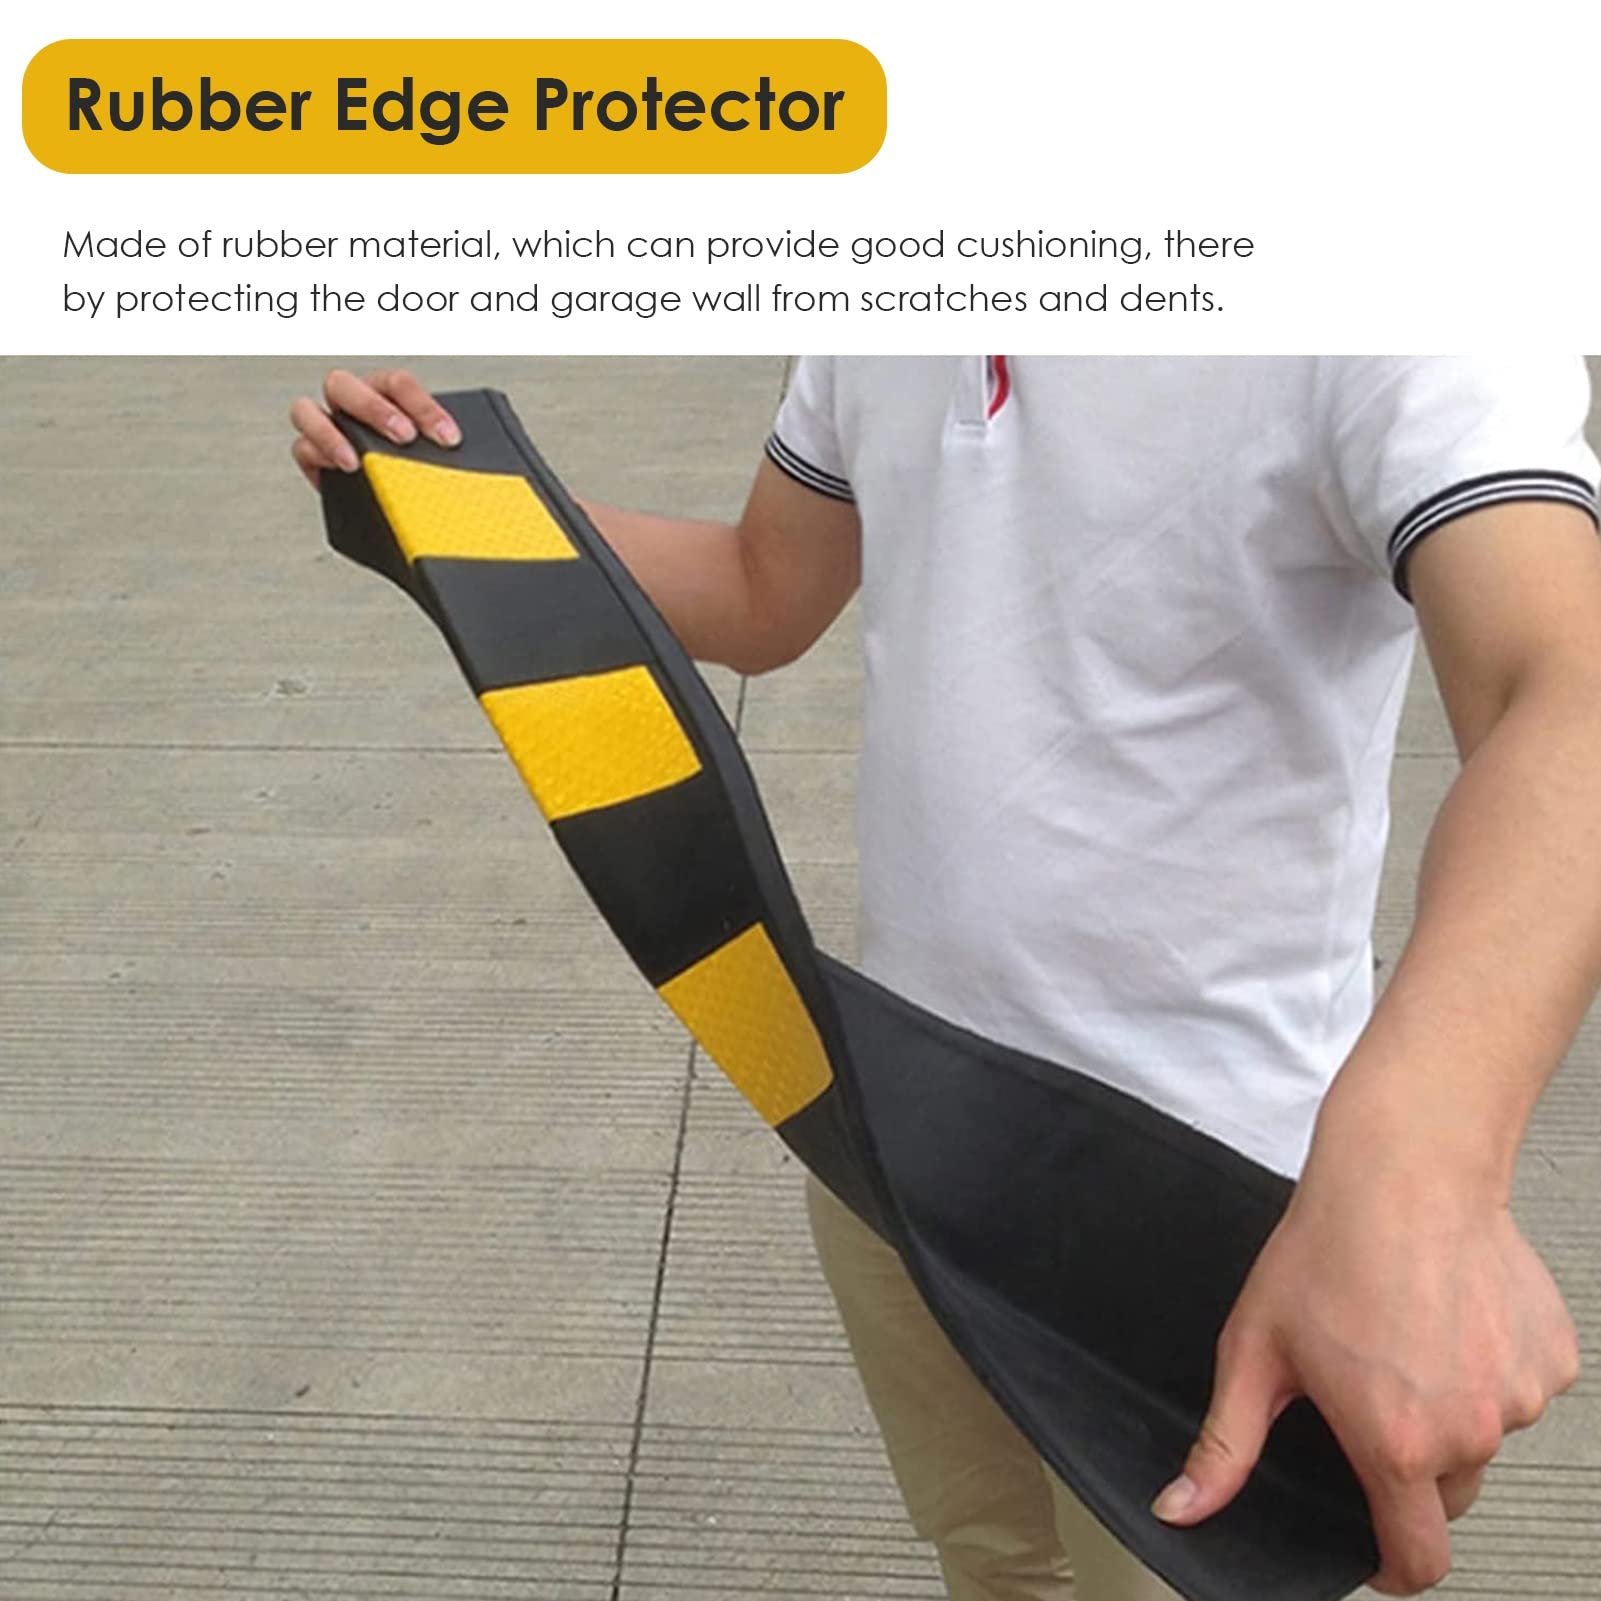 Rubber Edge Protector
Made of rubber material, which can provide good cushioning, there
by protecting the door and garage wall from scratches and dents.